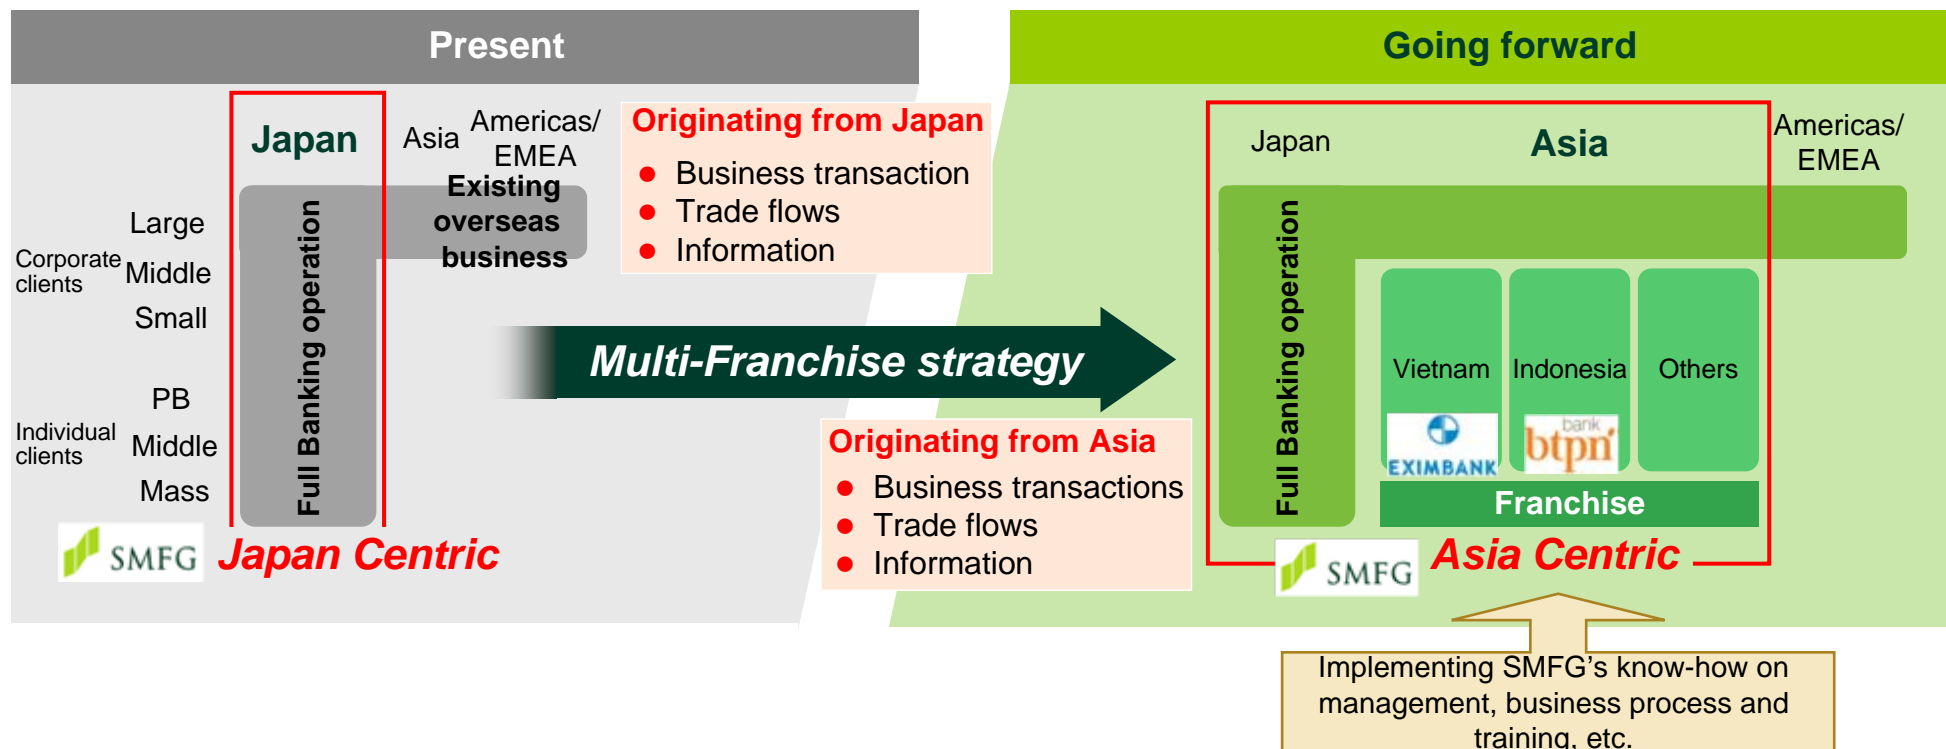 Present
Going forward
Japan
Asia
Americas/
EMEA
Existing
overseas
business
Full Banking operation
Corporate
clients
Large
Middle
Small
Individual
clients
PB
Middle
Mass
SMFG
Japan Centric
Originating from Japan
● Business transaction
● Trade flows
● Information
Multi-Franchise strategy
Originating from Asia
● Business transactions
● Trade flows
● Information
Japan
Asia
Americas/
EMEA
Full Banking operation
Vietnam
Indonesia
Others
EXIMBANK
bank
btpn
Franchise
SMFG
Asia Centric
Implementing SMFG’s know-how on
management, business process and
training, etc.